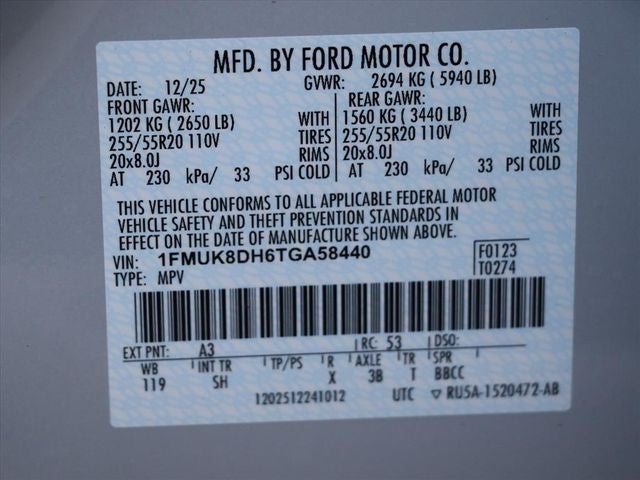 MFD. BY FORD MOTOR CO.
DATE: 12/25 GVWR: 2694 KG ( 5940 LB)
FRONT GAWR: REAR GAWR:
1202 KG ( 2650 LB) WITH 1560 KG ( 3440 LB) WITH
255/55R20 110V TIRES 255/55R20 110V TIRES
20x8.0J RIMS 20x8.0J RIMS
AT 230 kPa/ 33 PSI COLD AT 230 kPa/ 33 PSI COLD
THIS VEHICLE CONFORMS TO ALL APPLICABLE FEDERAL MOTOR
VEHICLE SAFETY AND THEFT PREVENTION STANDARDS IN
EFFECT ON THE DATE OF MANUFACTURE SHOWN ABOVE.
VIN: 1FMUK8DH6TGA58440 F0123
TYPE: MPV T0274
EXT PNT: A3 RC: 53 DSO:
WB INT TR TP/PS R AXLE TR SPR
119 SH X 3B T BBCC
1202512241012 UTC ▽ RU5A-1520472-AB